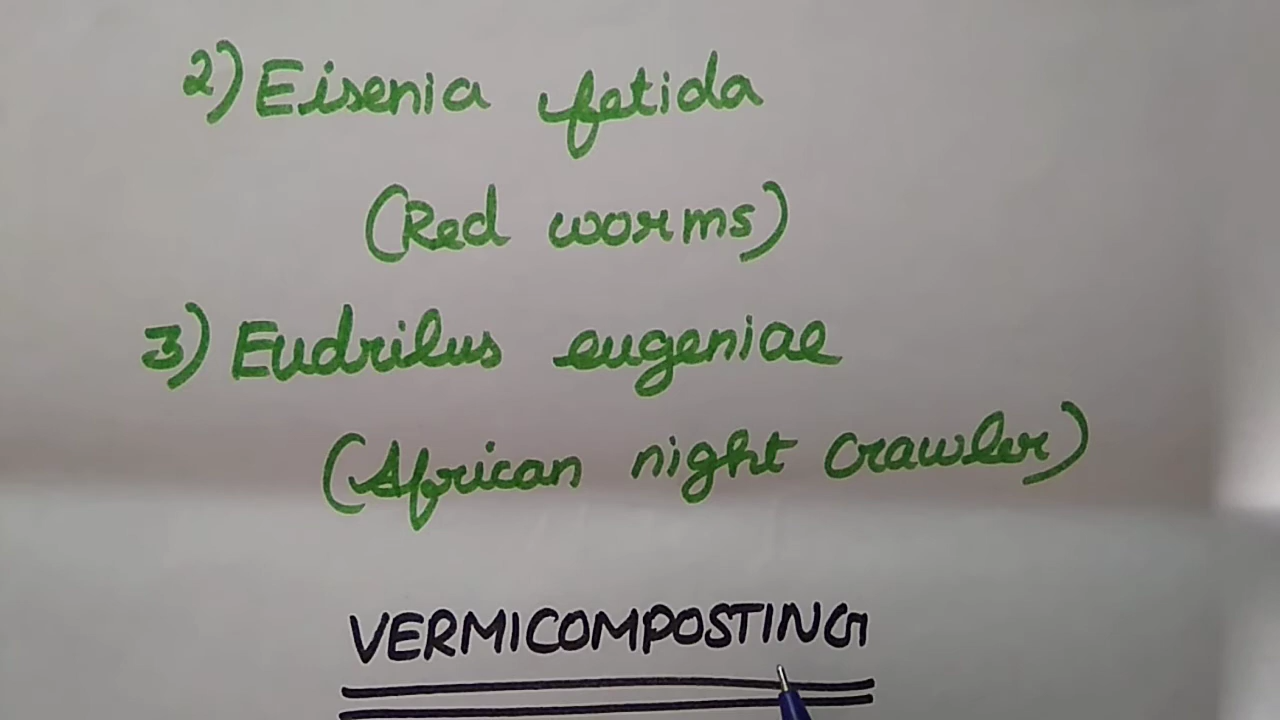 2) Eisenia fetida
(Red worms)
3) Eudrilus eugeniae
(African night crawler)
VERMICOMPOSTING